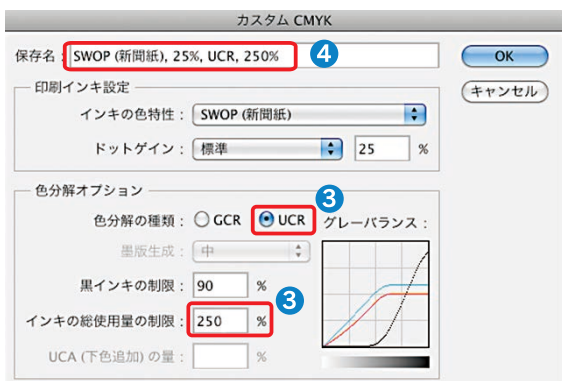 カスタム CMYK
保存名： SWOP (新聞紙), 25%, UCR, 250% 4 OK
印刷インキ設定 キャンセル
インキの色特性： SWOP (新聞紙)
ドットゲイン： 標準 25 %
色分解オプション 3
色分解の種類： GCR UCR グレーバランス：
墨版生成： 中
黒インキの制限： 90 % 3
インキの総使用量の制限： 250 %
UCA (下色追加) の量： %